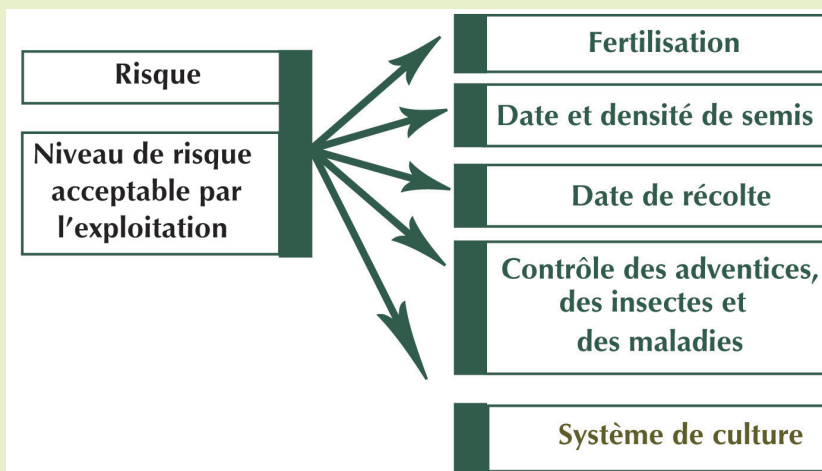 Risque
Niveau de risque
acceptable par
l’exploitation
Fertilisation
Date et densité de semis
Date de récolte
Contrôle des adventices,
des insectes et
des maladies
Système de culture